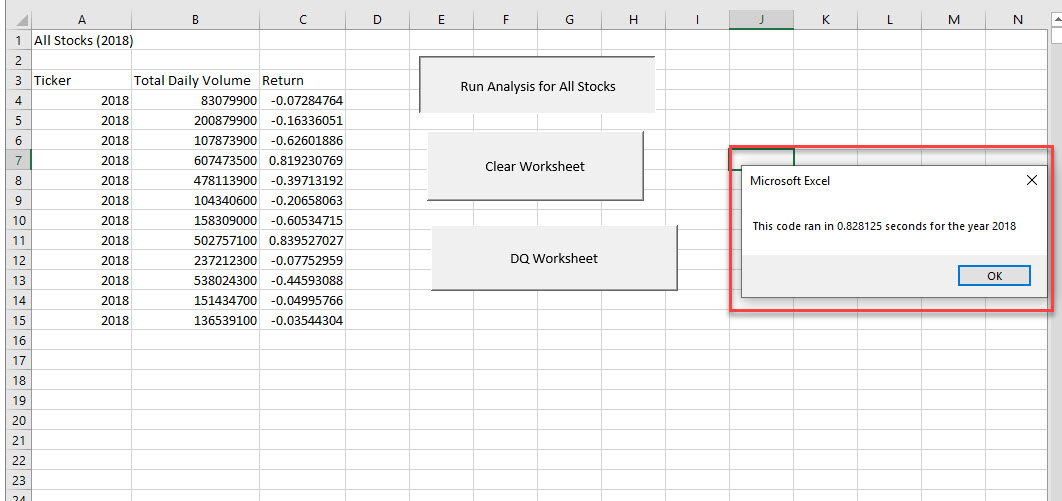 A B C D E F G H I J K L M N
1 All Stocks (2018)
2
3 Ticker Total Daily Volume Return
4 2018 83079900 -0.07284764
5 2018 200879900 -0.16336051
6 2018 107873900 -0.62601886
7 2018 607473500 0.819230769
8 2018 478113900 -0.39713192
9 2018 104340600 -0.20658063
10 2018 158309000 -0.60534715
11 2018 502757100 0.839527027
12 2018 237212300 -0.07752959
13 2018 538024300 -0.44593088
14 2018 151434700 -0.04995766
15 2018 136539100 -0.03544304
16
17
18
19
20
21
22
23
24
Run Analysis for All Stocks
Clear Worksheet
DQ Worksheet
Microsoft Excel
This code ran in 0.828125 seconds for the year 2018
OK